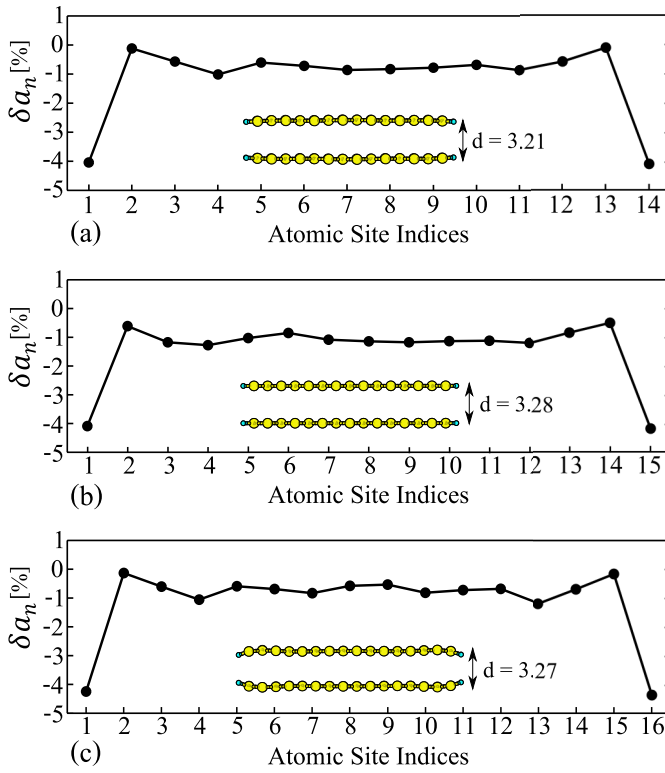 1
0
-1
-2
-3
-4
-5
δaₙ[%]
d = 3.21
1 2 3 4 5 6 7 8 9 10 11 12 13 14
(a) Atomic Site Indices
1
0
-1
-2
-3
-4
-5
δaₙ[%]
d = 3.28
1 2 3 4 5 6 7 8 9 10 11 12 13 14 15
(b) Atomic Site Indices
1
0
-1
-2
-3
-4
-5
δaₙ[%]
d = 3.27
1 2 3 4 5 6 7 8 9 10 11 12 13 14 15 16
(c) Atomic Site Indices